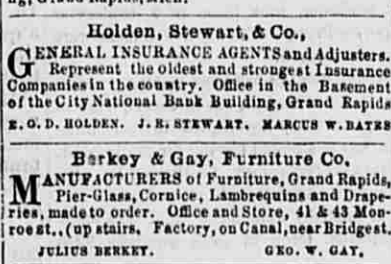 Holden, Stewart, & Co.,
GENERAL INSURANCE AGENTS and Adjusters.
Represent the oldest and strongest Insurance
Companies in the country. Office in the Basement
of the City National Bank Building, Grand Rapids
E. G. D. HOLDEN. J. R. STEWART. MARCUS W. BATES
Berkey & Gay, Furniture Co.
MANUFACTURERS of Furniture, Grand Rapids,
Pier-Glass, Cornice, Lambrequins and Drape-
ries, made to order. Office and Store, 41 & 43 Mon-
roe st., (up stairs, Factory, on Canal, near Bridge st.
JULIUS BERKEY. GEO. W. GAY,